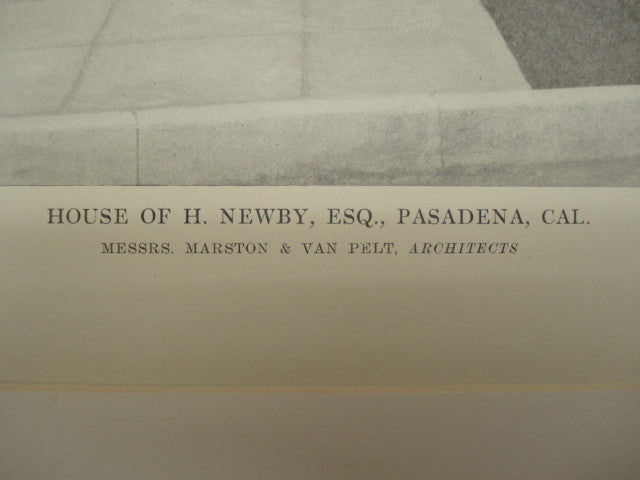 HOUSE OF H. NEWBY, ESQ., PASADENA, CAL.
MESSRS. MARSTON & VAN PELT, ARCHITECTS